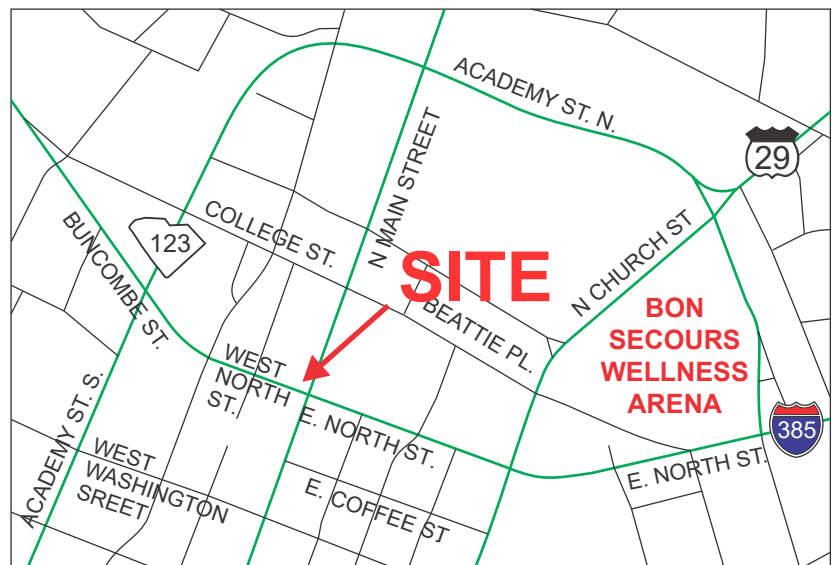 ACADEMY ST. N.
29
N MAIN STREET
COLLEGE ST.
BUNCOMBE ST.
123
SITE
N CHURCH ST
BEATTIE PL.
BON
SECOURS
WELLNESS
ARENA
WEST
NORTH
ST.
E. NORTH ST.
385
ACADEMY ST. S.
WEST
WASHINGTON
SREET
E. COFFEE ST
E. NORTH ST.